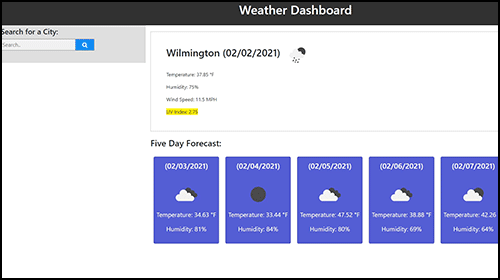 Weather Dashboard
Search for a City:
Search...
Wilmington (02/02/2021)
Temperature: 37.85 °F
Humidity: 75%
Wind Speed: 11.5 MPH
UV-Index: 2.75
Five Day Forecast:
(02/03/2021)
Temperature: 34.63 °F
Humidity: 81%
(02/04/2021)
Temperature: 33.44 °F
Humidity: 84%
(02/05/2021)
Temperature: 47.52 °F
Humidity: 80%
(02/06/2021)
Temperature: 38.88 °F
Humidity: 69%
(02/07/2021)
Temperature: 42.26
Humidity: 64%